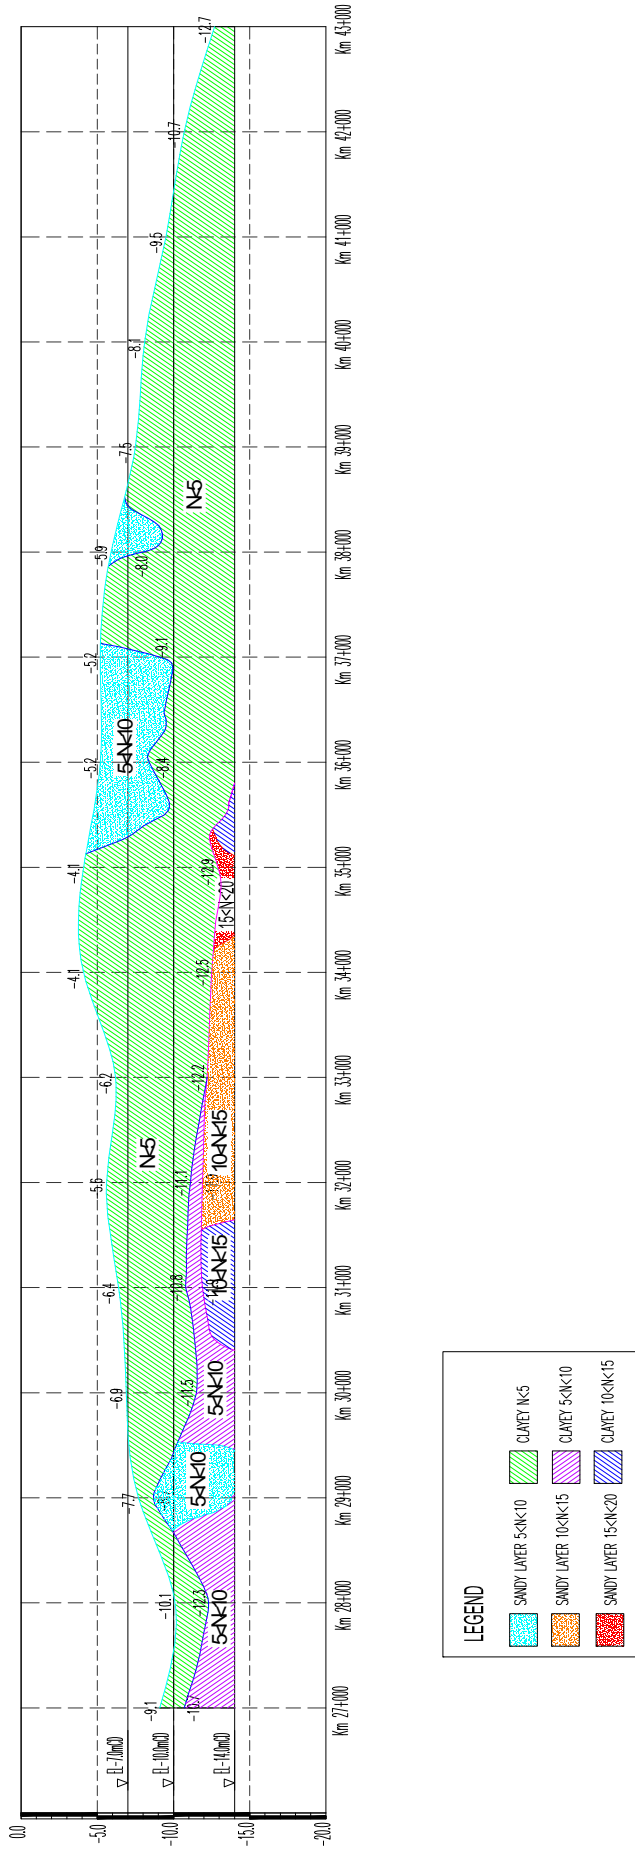 0.0
-5.0
-10.0
-15.0
-20.0
EL-7.0mCD
EL-10.0mCD
EL-14.0mCD
-9.1
-10.1
-7.7
-6.9
-6.4
5.6
-6.2
-4.1
-4.1
-5.2
-5.2
-5.9
-7.5
-8.1
-9.5
-10.7
-12.7
-10.7
-12.3
-11.5
-10.8
-11.1
-12.2
-12.5
-12.9
-8.4
-9.1
-8.0
N<5
5<N<10
N<5
5<N<10
5<N<10
5<N<10
10<N<15
10<N<15
15<N<20
Km 27+000
Km 28+000
Km 29+000
Km 30+000
Km 31+000
Km 32+000
Km 33+000
Km 34+000
Km 35+000
Km 36+000
Km 37+000
Km 38+000
Km 39+000
Km 40+000
Km 41+000
Km 42+000
Km 43+000
LEGEND
SANDY LAYER 5<N<10
CLAYEY N<5
SANDY LAYER 10<N<15
CLAYEY 5<N<10
SANDY LAYER 15<N<20
CLAYEY 10<N<15